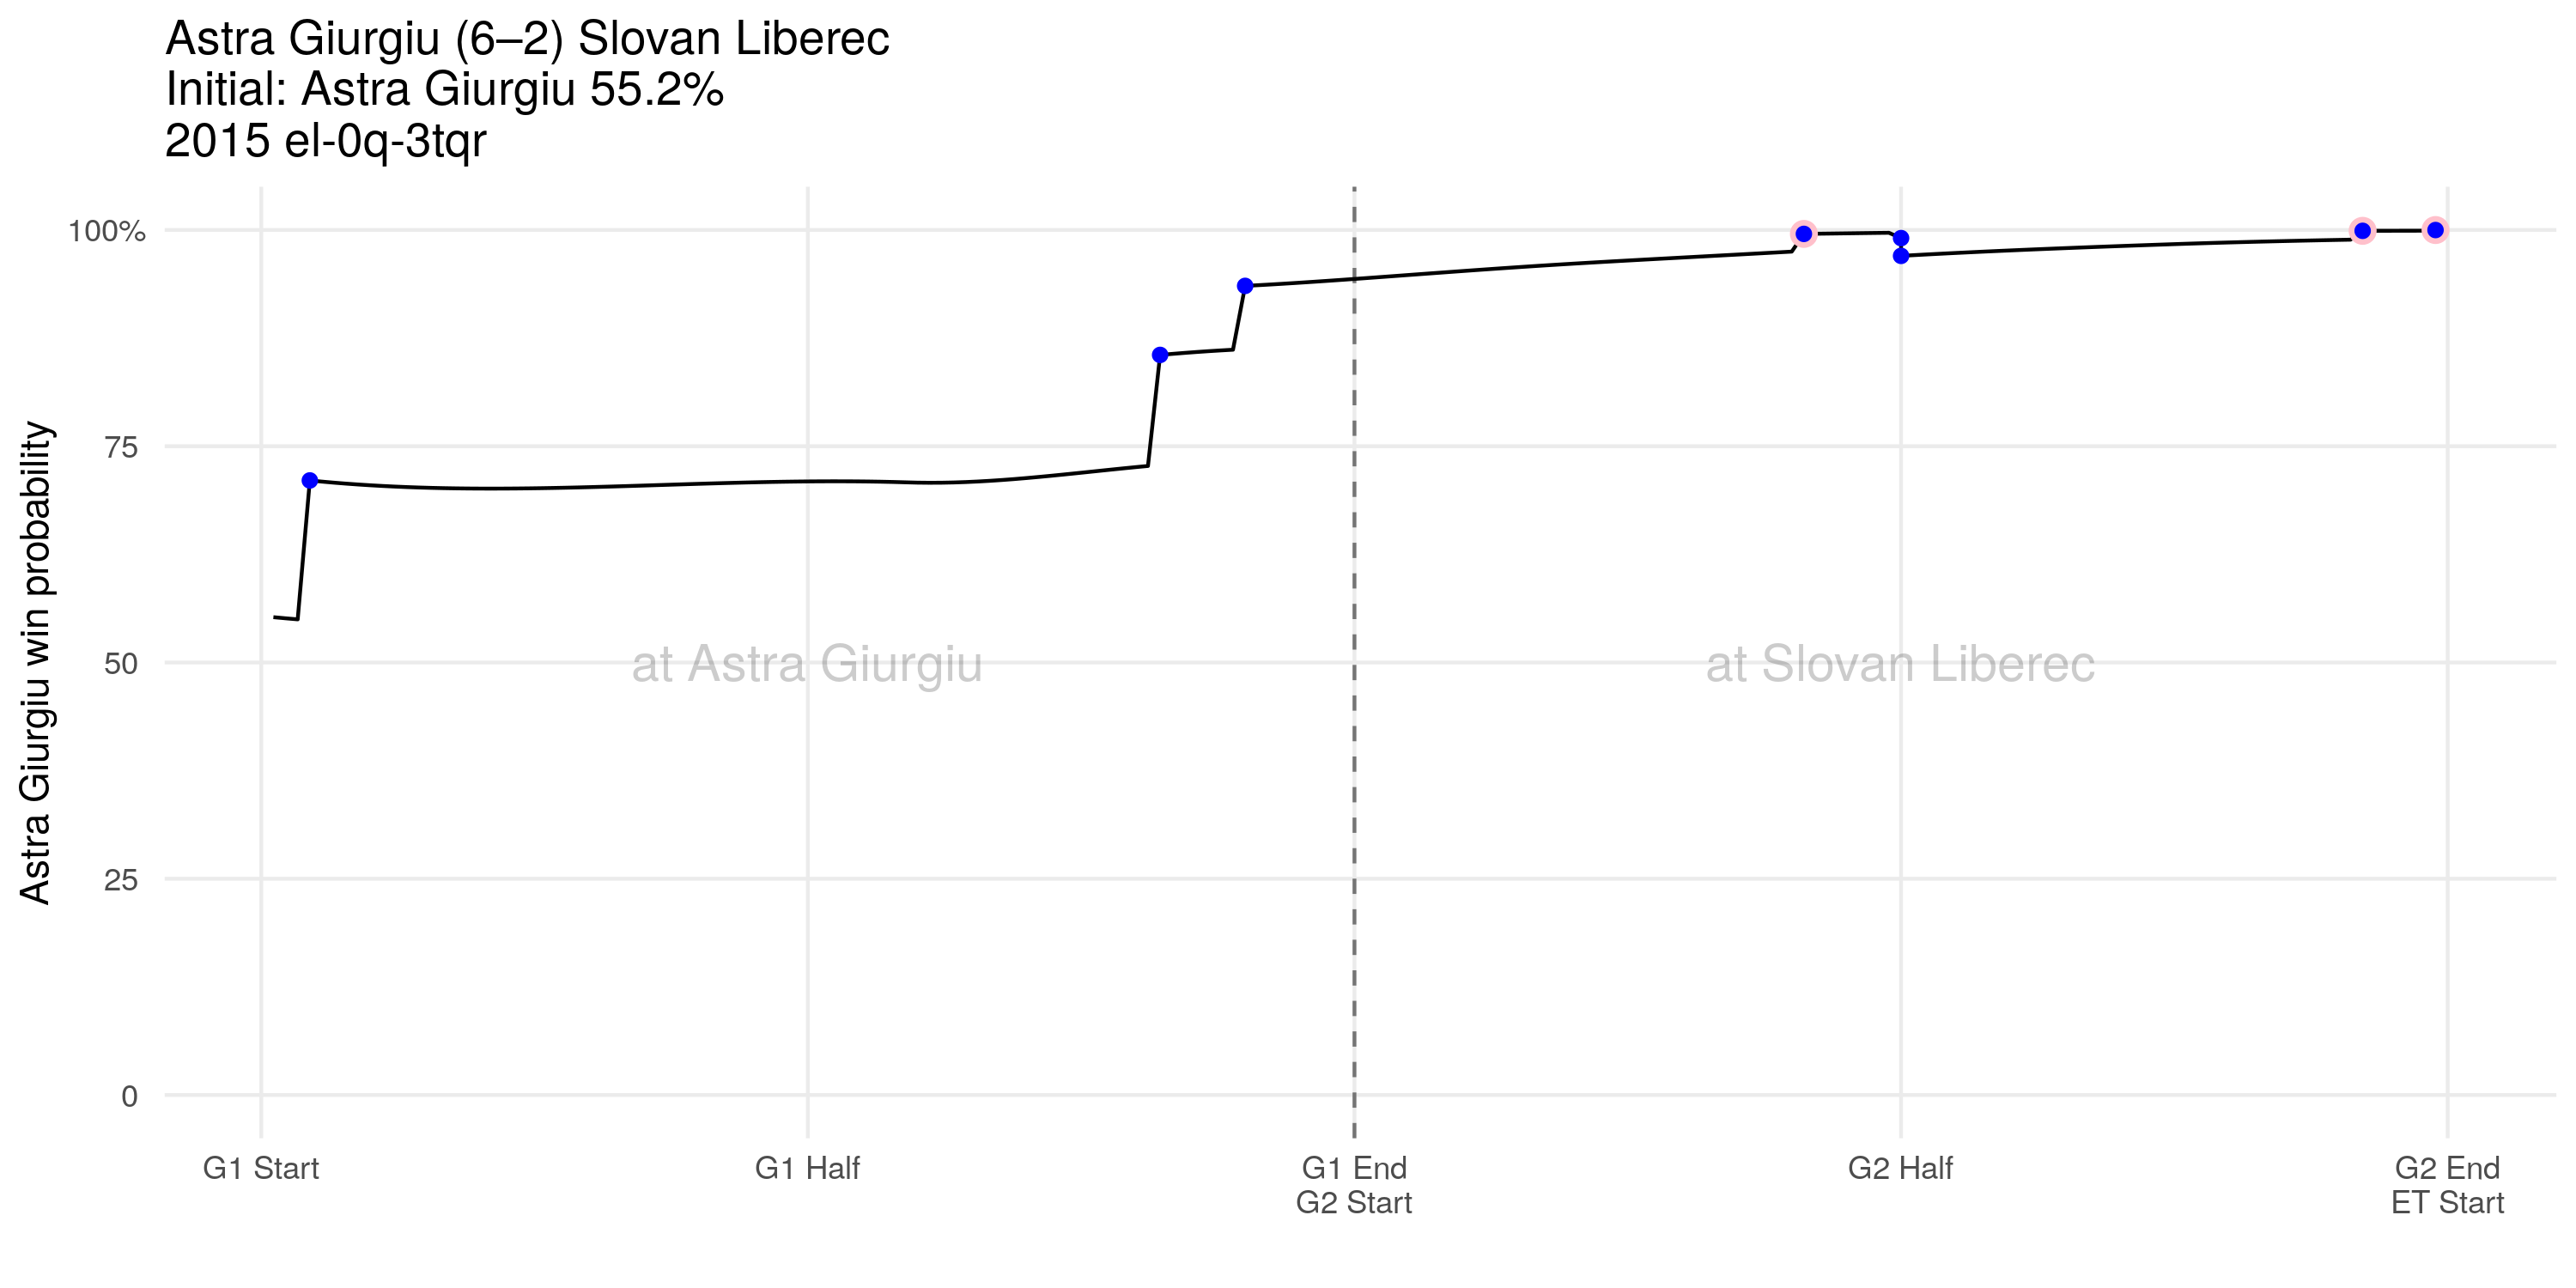 Astra Giurgiu (6–2) Slovan Liberec
Initial: Astra Giurgiu 55.2%
2015 el-0q-3tqr
Astra Giurgiu win probability
100%
75
50
25
0
at Astra Giurgiu
at Slovan Liberec
G1 Start
G1 Half
G1 End
G2 Start
G2 Half
G2 End
ET Start